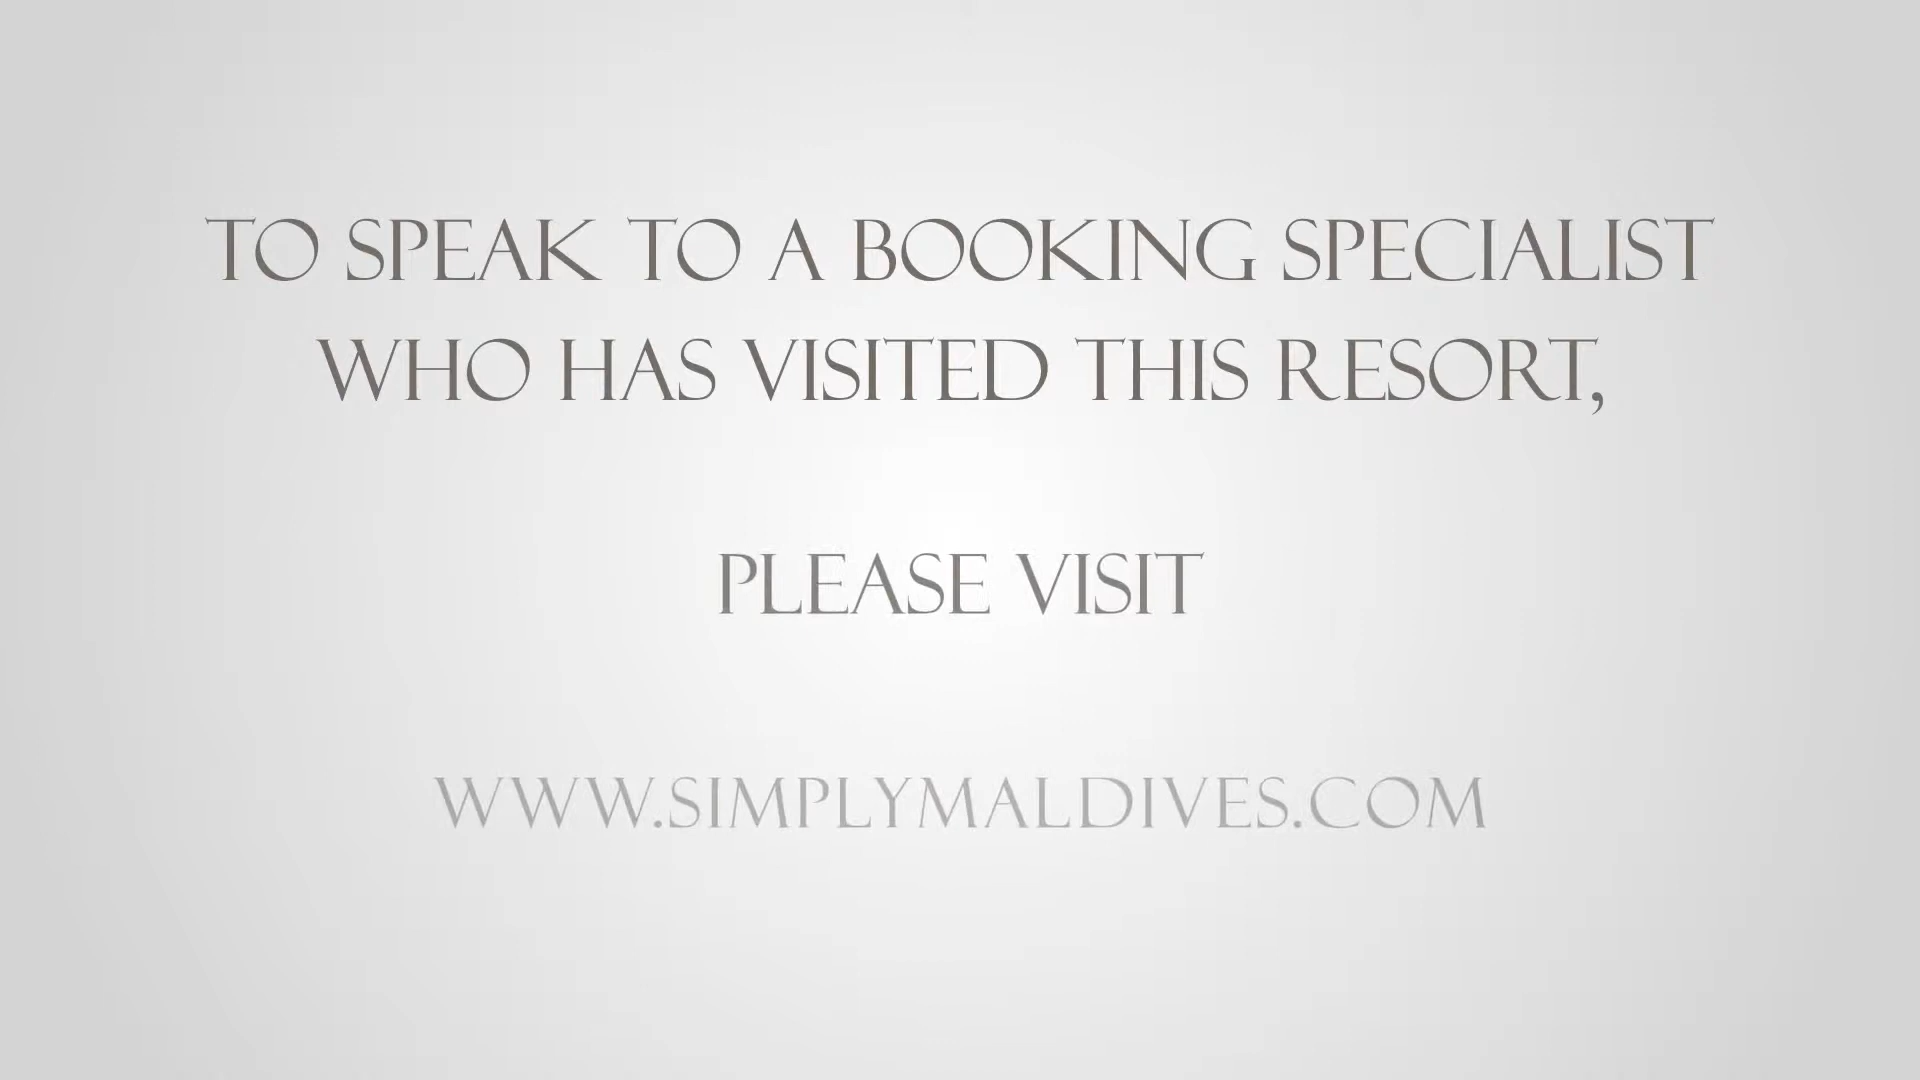 TO SPEAK TO A BOOKING SPECIALIST
WHO HAS VISITED THIS RESORT,
PLEASE VISIT
WWW.SIMPLYMALDIVES.COM